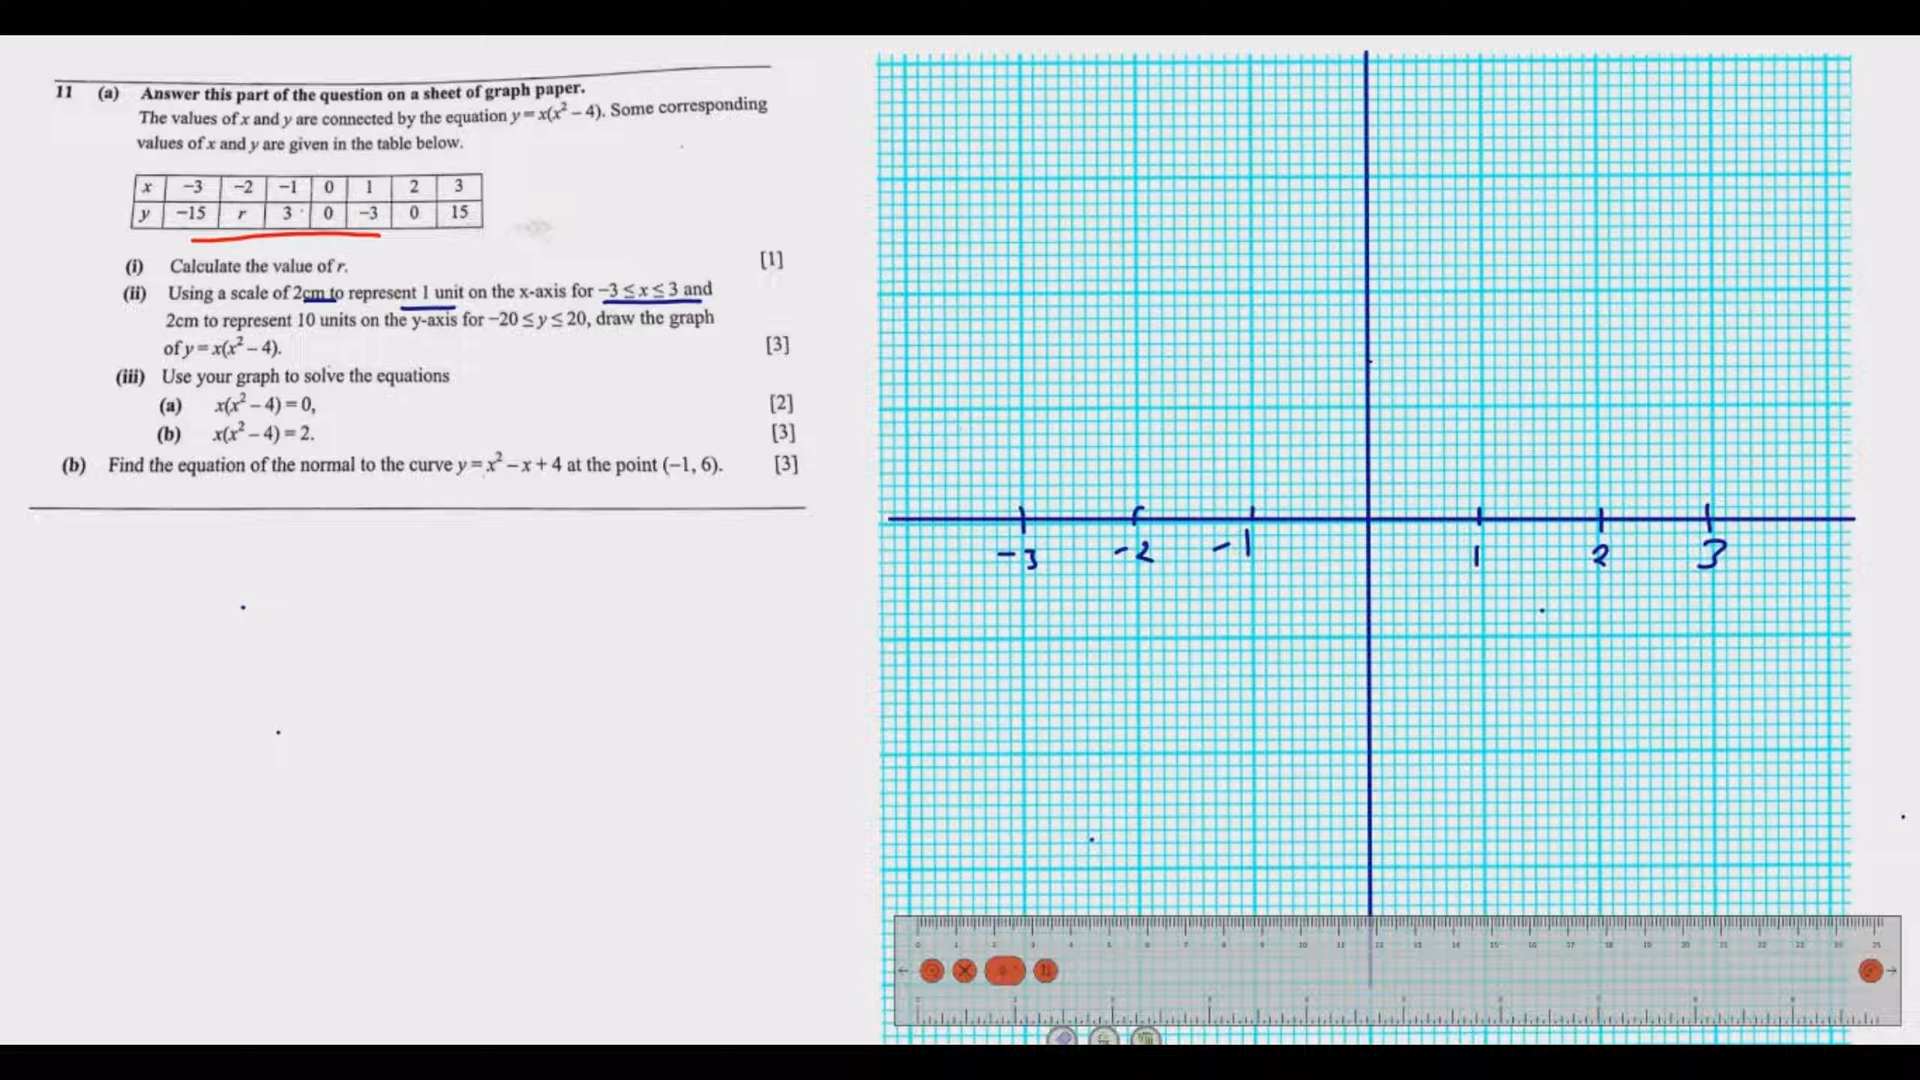 11 (a) Answer this part of the question on a sheet of graph paper.
The values of x and y are connected by the equation y = x(x² – 4). Some corresponding
values of x and y are given in the table below.
x –3 –2 –1 0 1 2 3
y –15 r 3 0 –3 0 15
(i) Calculate the value of r. [1]
(ii) Using a scale of 2cm to represent 1 unit on the x-axis for –3 ≤ x ≤ 3 and
2cm to represent 10 units on the y-axis for –20 ≤ y ≤ 20, draw the graph
of y = x(x² – 4). [3]
(iii) Use your graph to solve the equations
(a) x(x² – 4) = 0, [2]
(b) x(x² – 4) = 2. [3]
(b) Find the equation of the normal to the curve y = x² – x + 4 at the point (–1, 6). [3]
-3 -2 -1 1 2 3